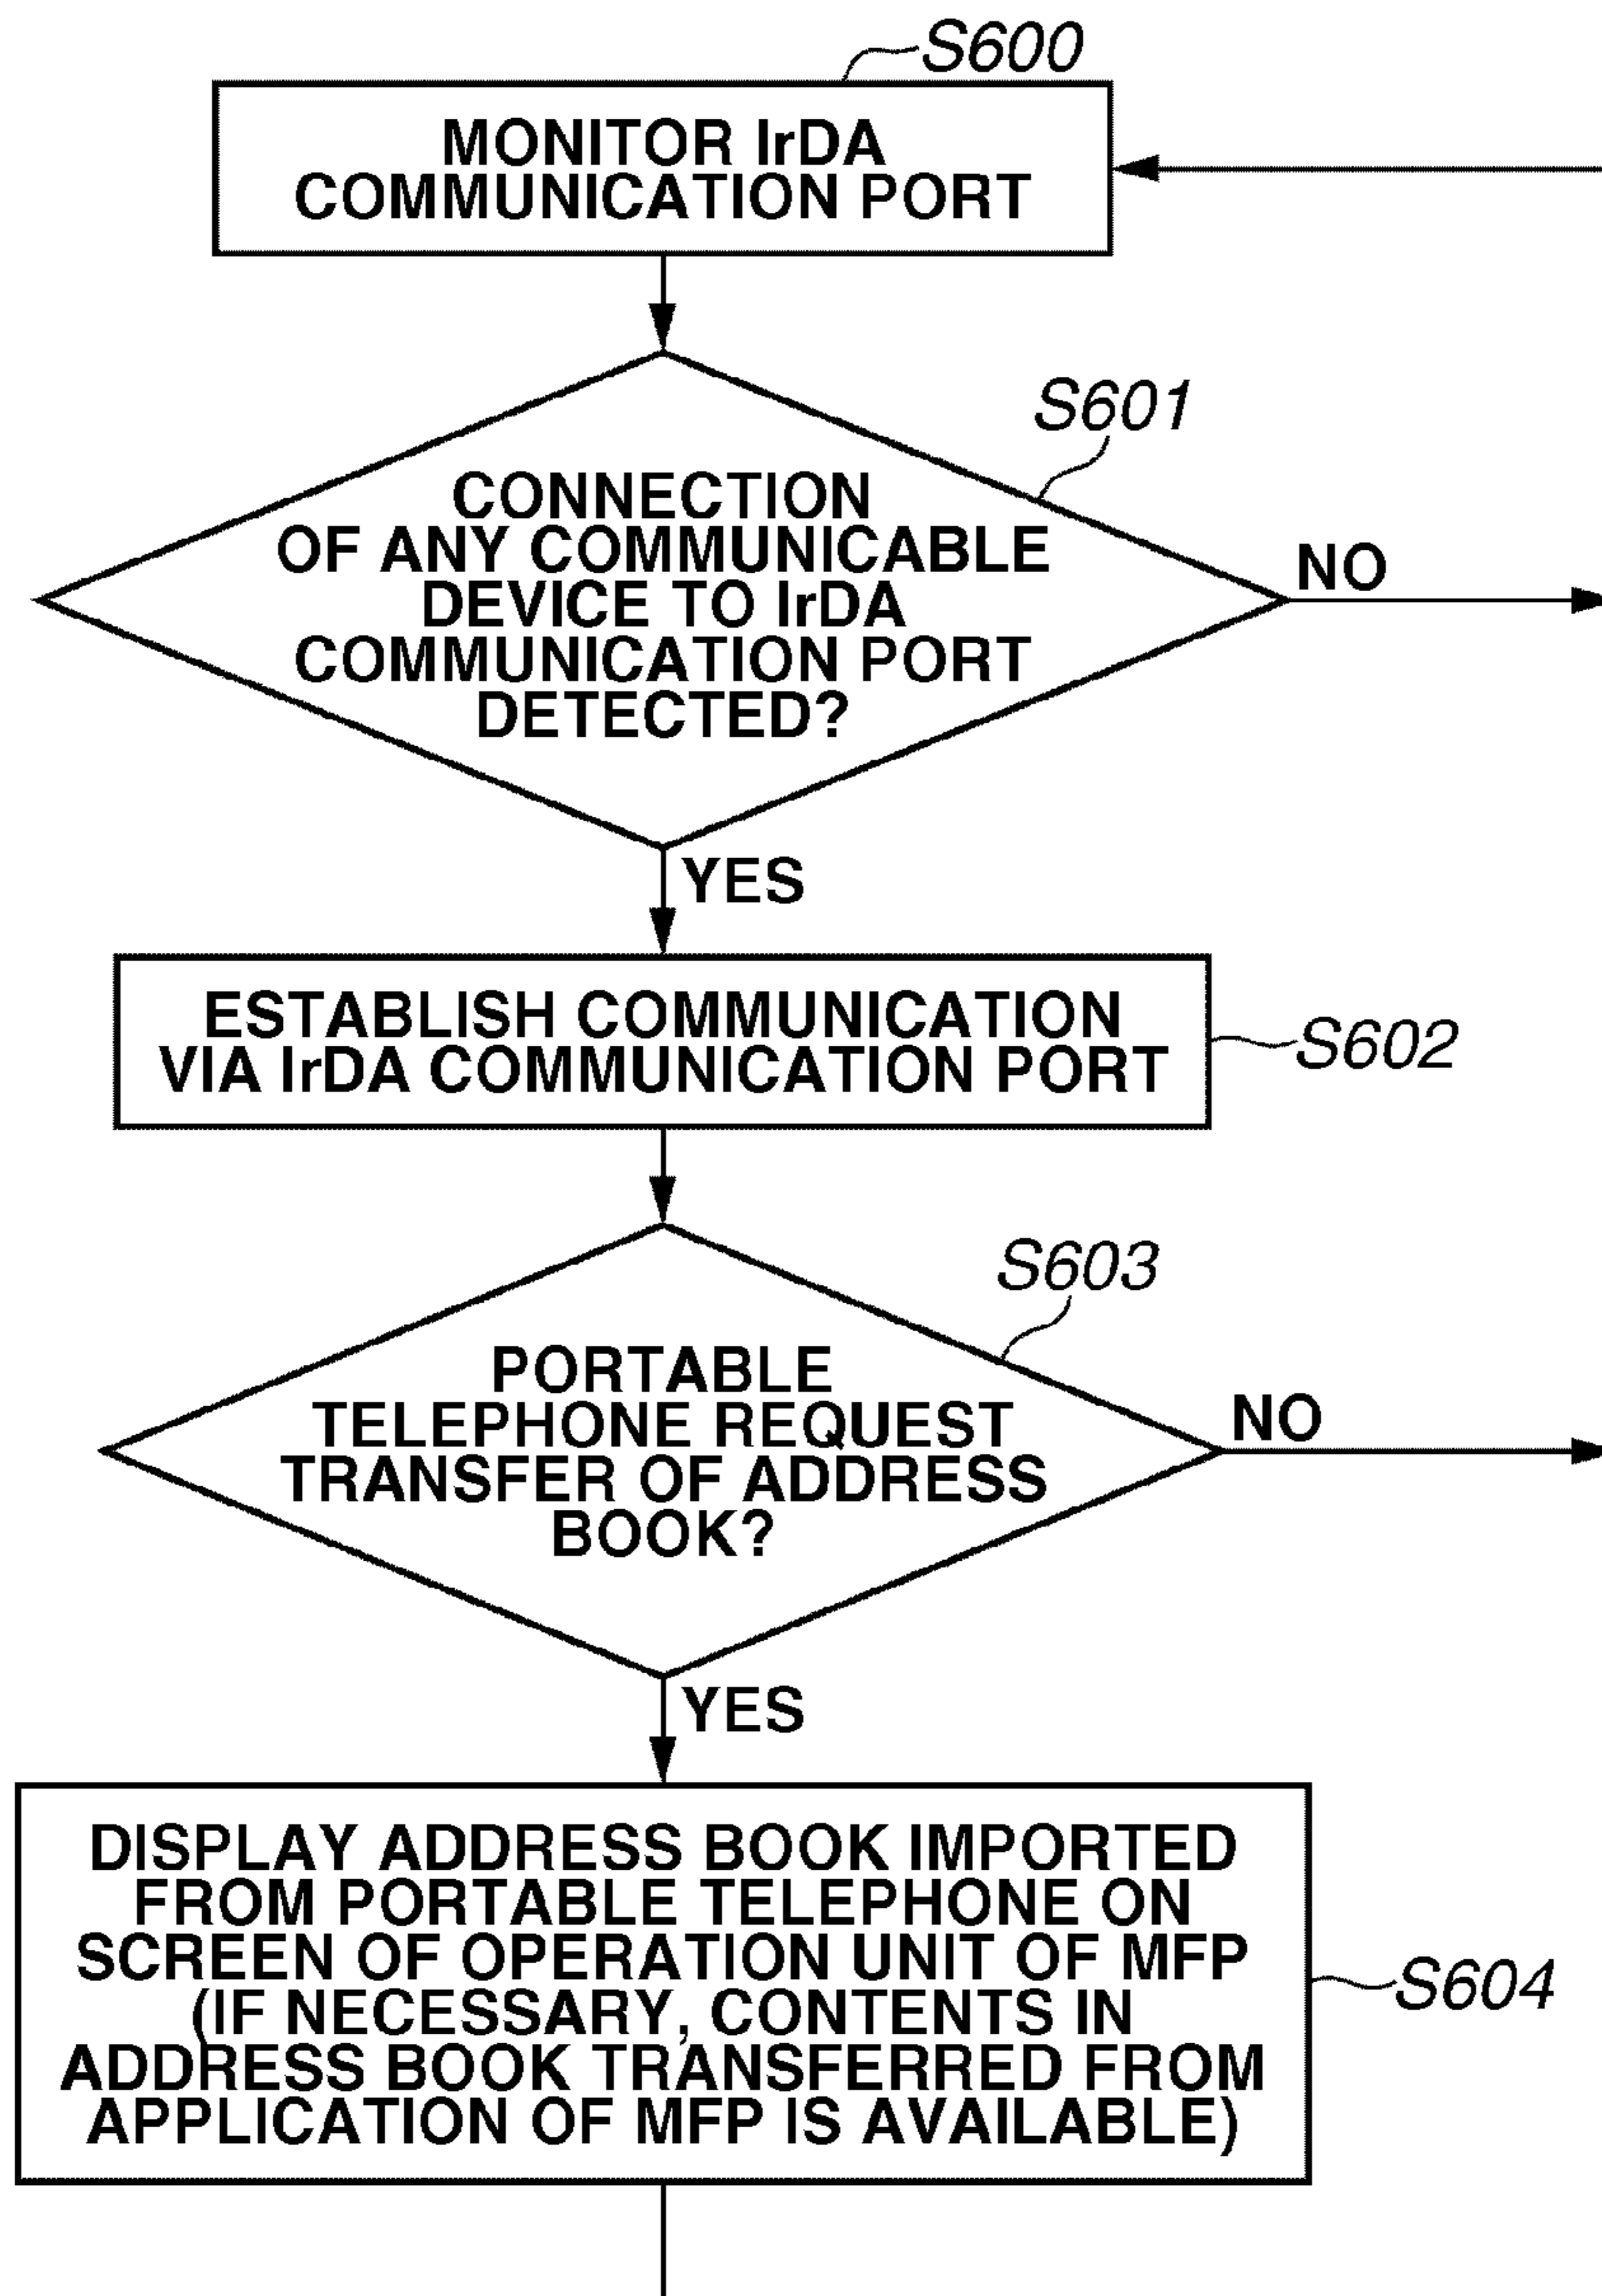 S600
MONITOR IrDA
COMMUNICATION PORT
S601
CONNECTION
OF ANY COMMUNICABLE
DEVICE TO IrDA
COMMUNICATION PORT
DETECTED?
NO
YES
ESTABLISH COMMUNICATION
VIA IrDA COMMUNICATION PORT
S602
S603
PORTABLE
TELEPHONE REQUEST
TRANSFER OF ADDRESS
BOOK?
NO
YES
DISPLAY ADDRESS BOOK IMPORTED
FROM PORTABLE TELEPHONE ON
SCREEN OF OPERATION UNIT OF MFP
(IF NECESSARY, CONTENTS IN
ADDRESS BOOK TRANSFERRED FROM
APPLICATION OF MFP IS AVAILABLE)
S604